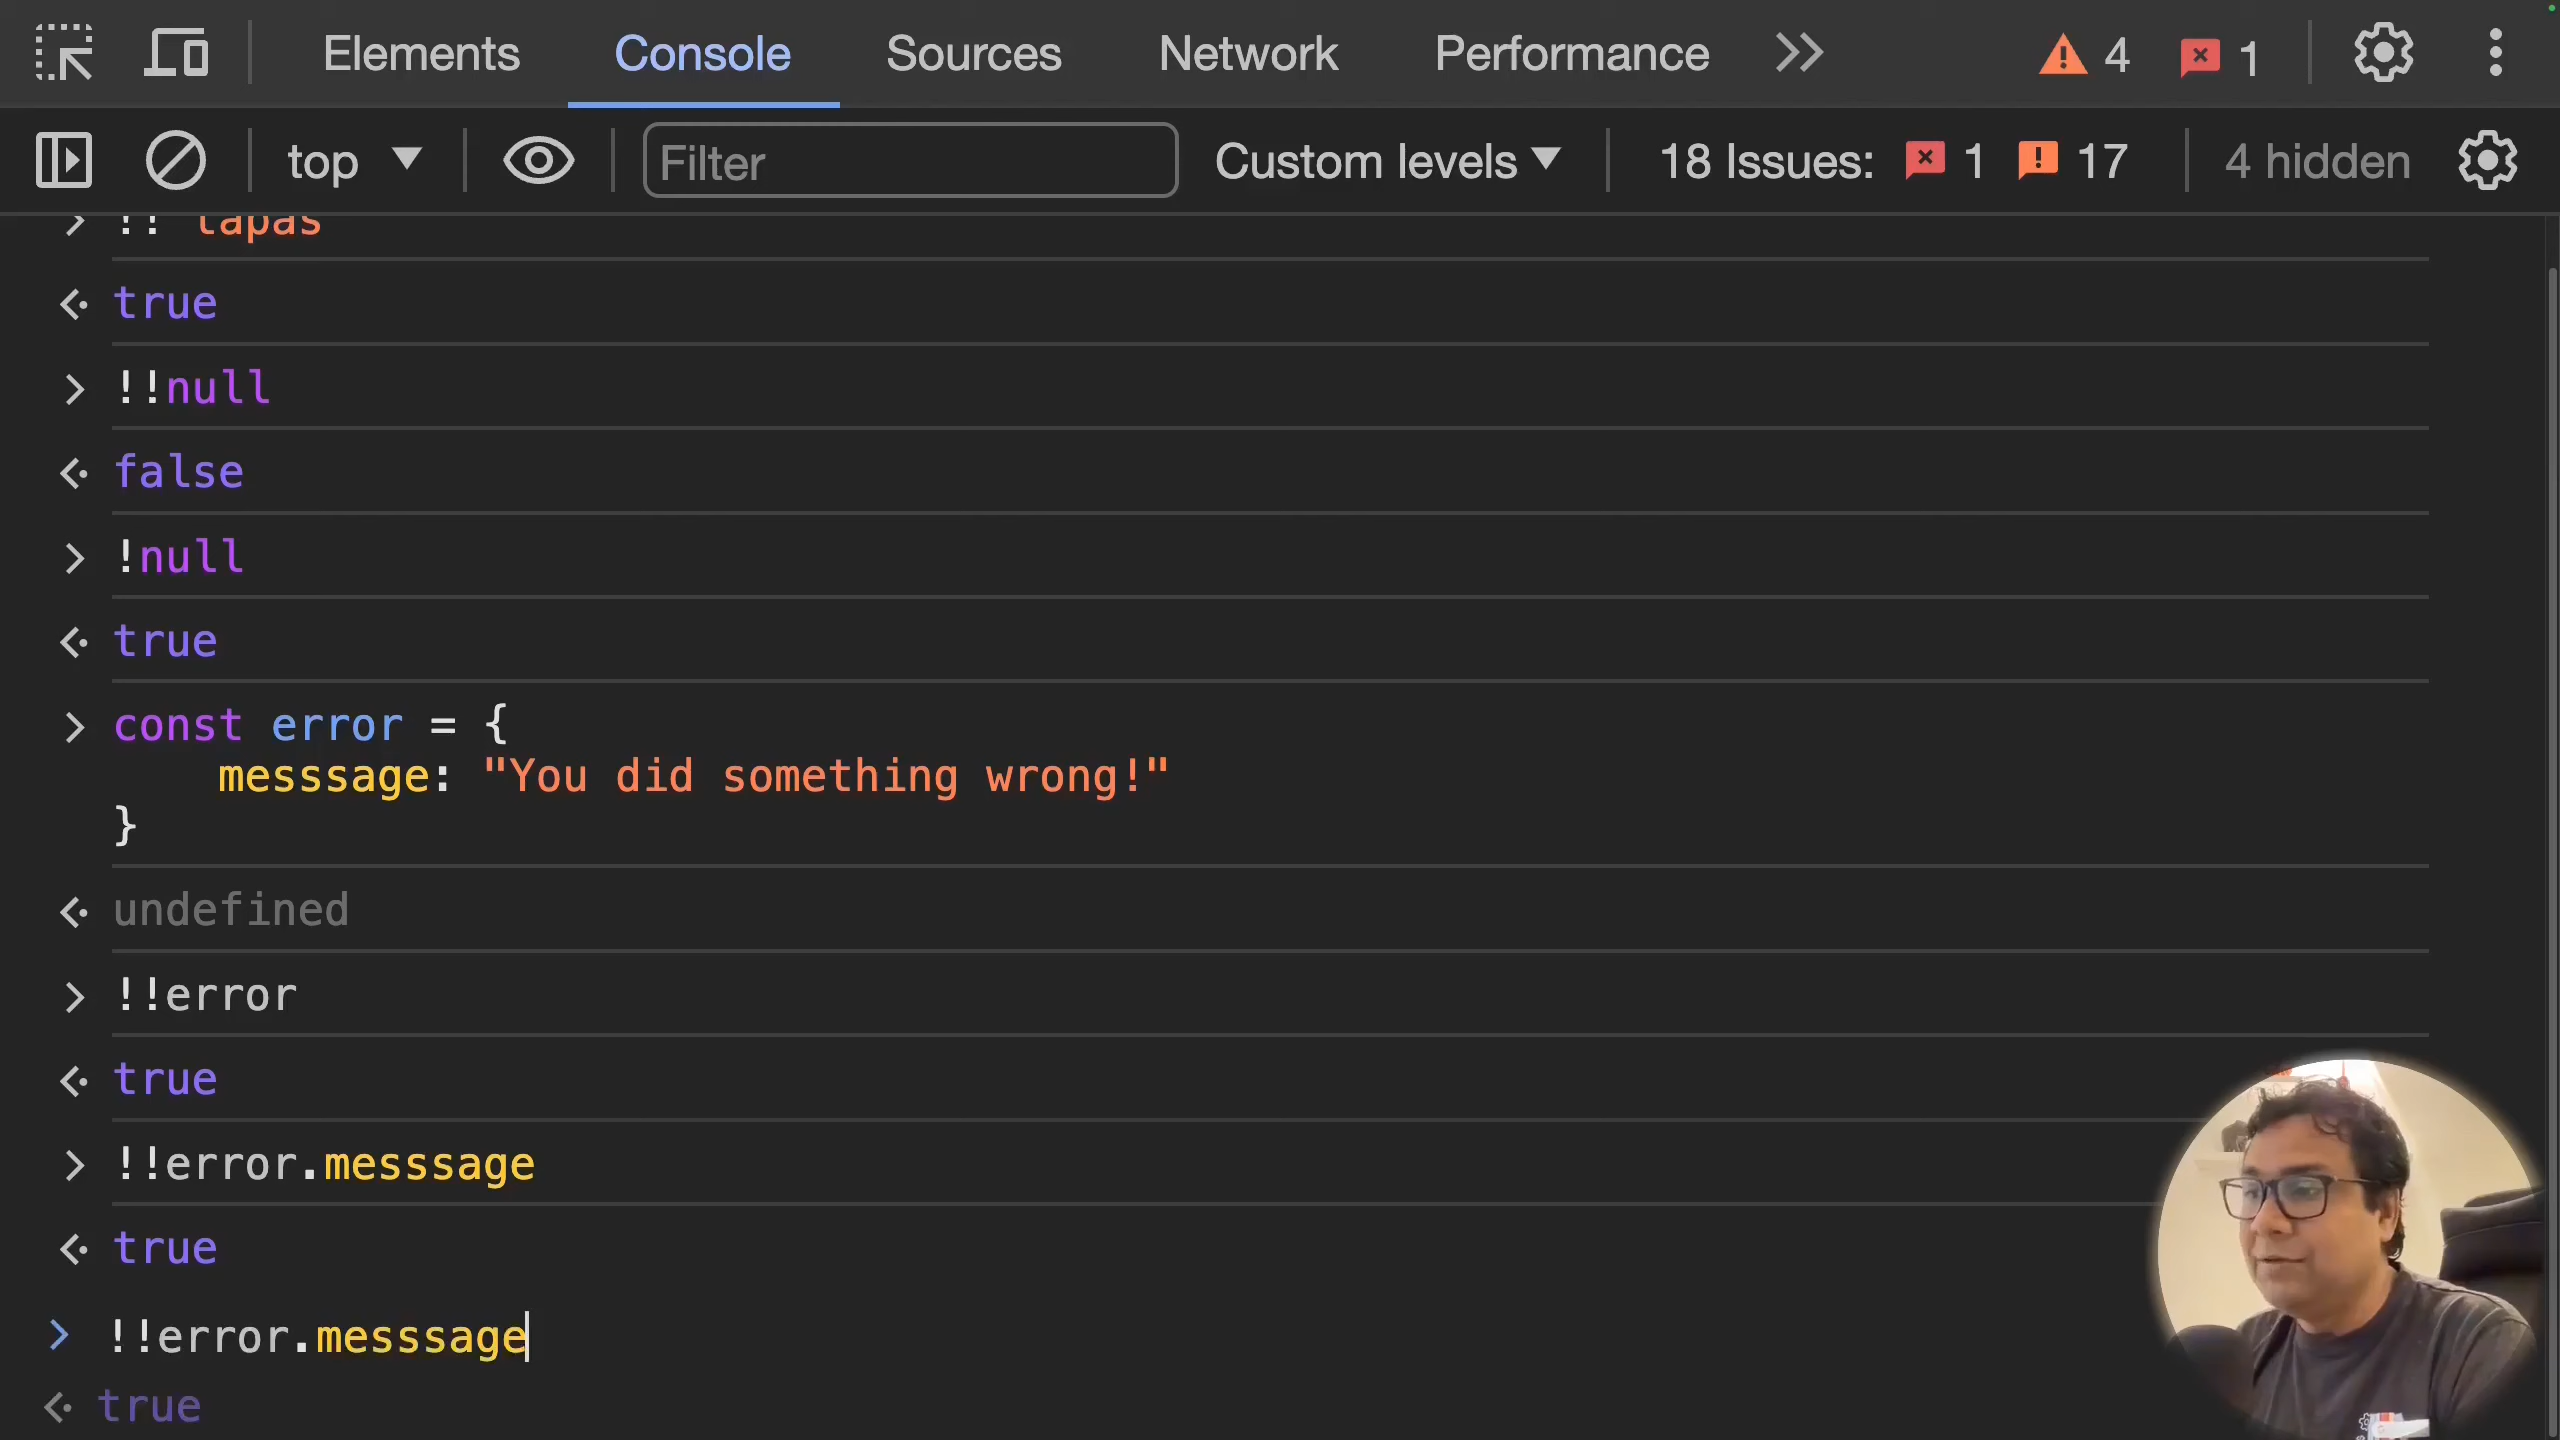 Elements Console Sources Network Performance 4 1
top Filter Custom levels 18 Issues: 1 17 4 hidden
> !! tapas
true
> !!null
false
> !null
true
> const error = {
messsage: "You did something wrong!"
}
undefined
> !!error
true
> !!error.messsage
true
> !!error.messsage
true